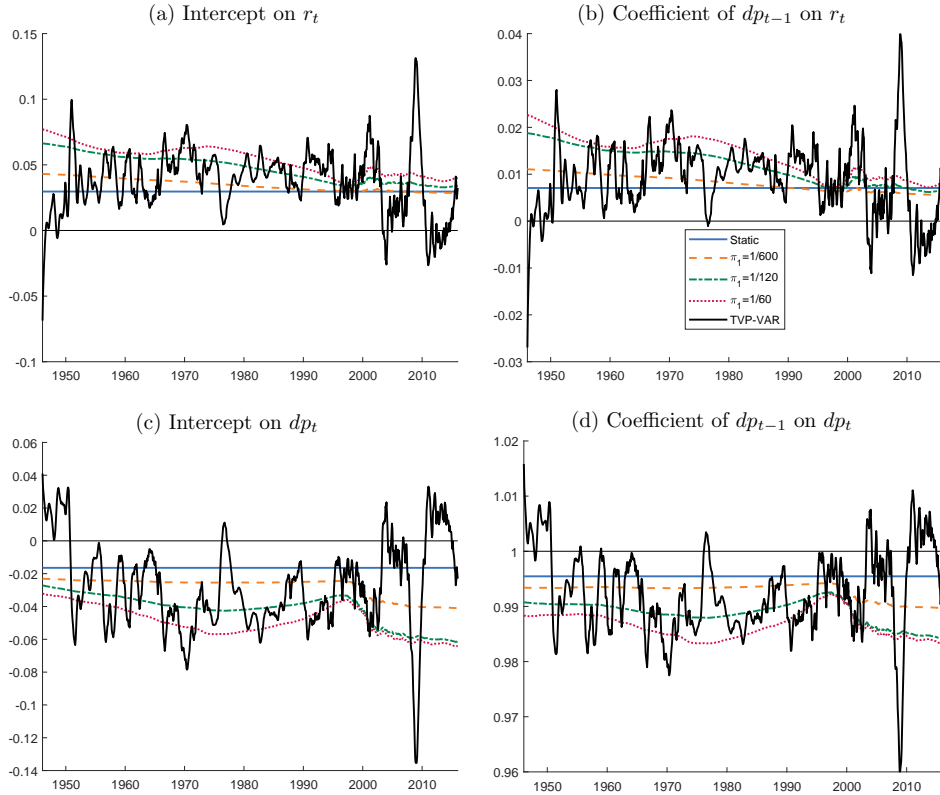 (a) Intercept on r_t
0.15
0.1
0.05
0
-0.05
-0.1
1950 1960 1970 1980 1990 2000 2010
(b) Coefficient of dp_{t−1} on r_t
0.04
0.03
0.02
0.01
0
-0.01
-0.02
-0.03
Static
π_1=1/600
π_1=1/120
π_1=1/60
TVP-VAR
1950 1960 1970 1980 1990 2000 2010
(c) Intercept on dp_t
0.06
0.04
0.02
0
-0.02
-0.04
-0.06
-0.08
-0.1
-0.12
-0.14
1950 1960 1970 1980 1990 2000 2010
(d) Coefficient of dp_{t−1} on dp_t
1.02
1.01
1
0.99
0.98
0.97
0.96
1950 1960 1970 1980 1990 2000 2010